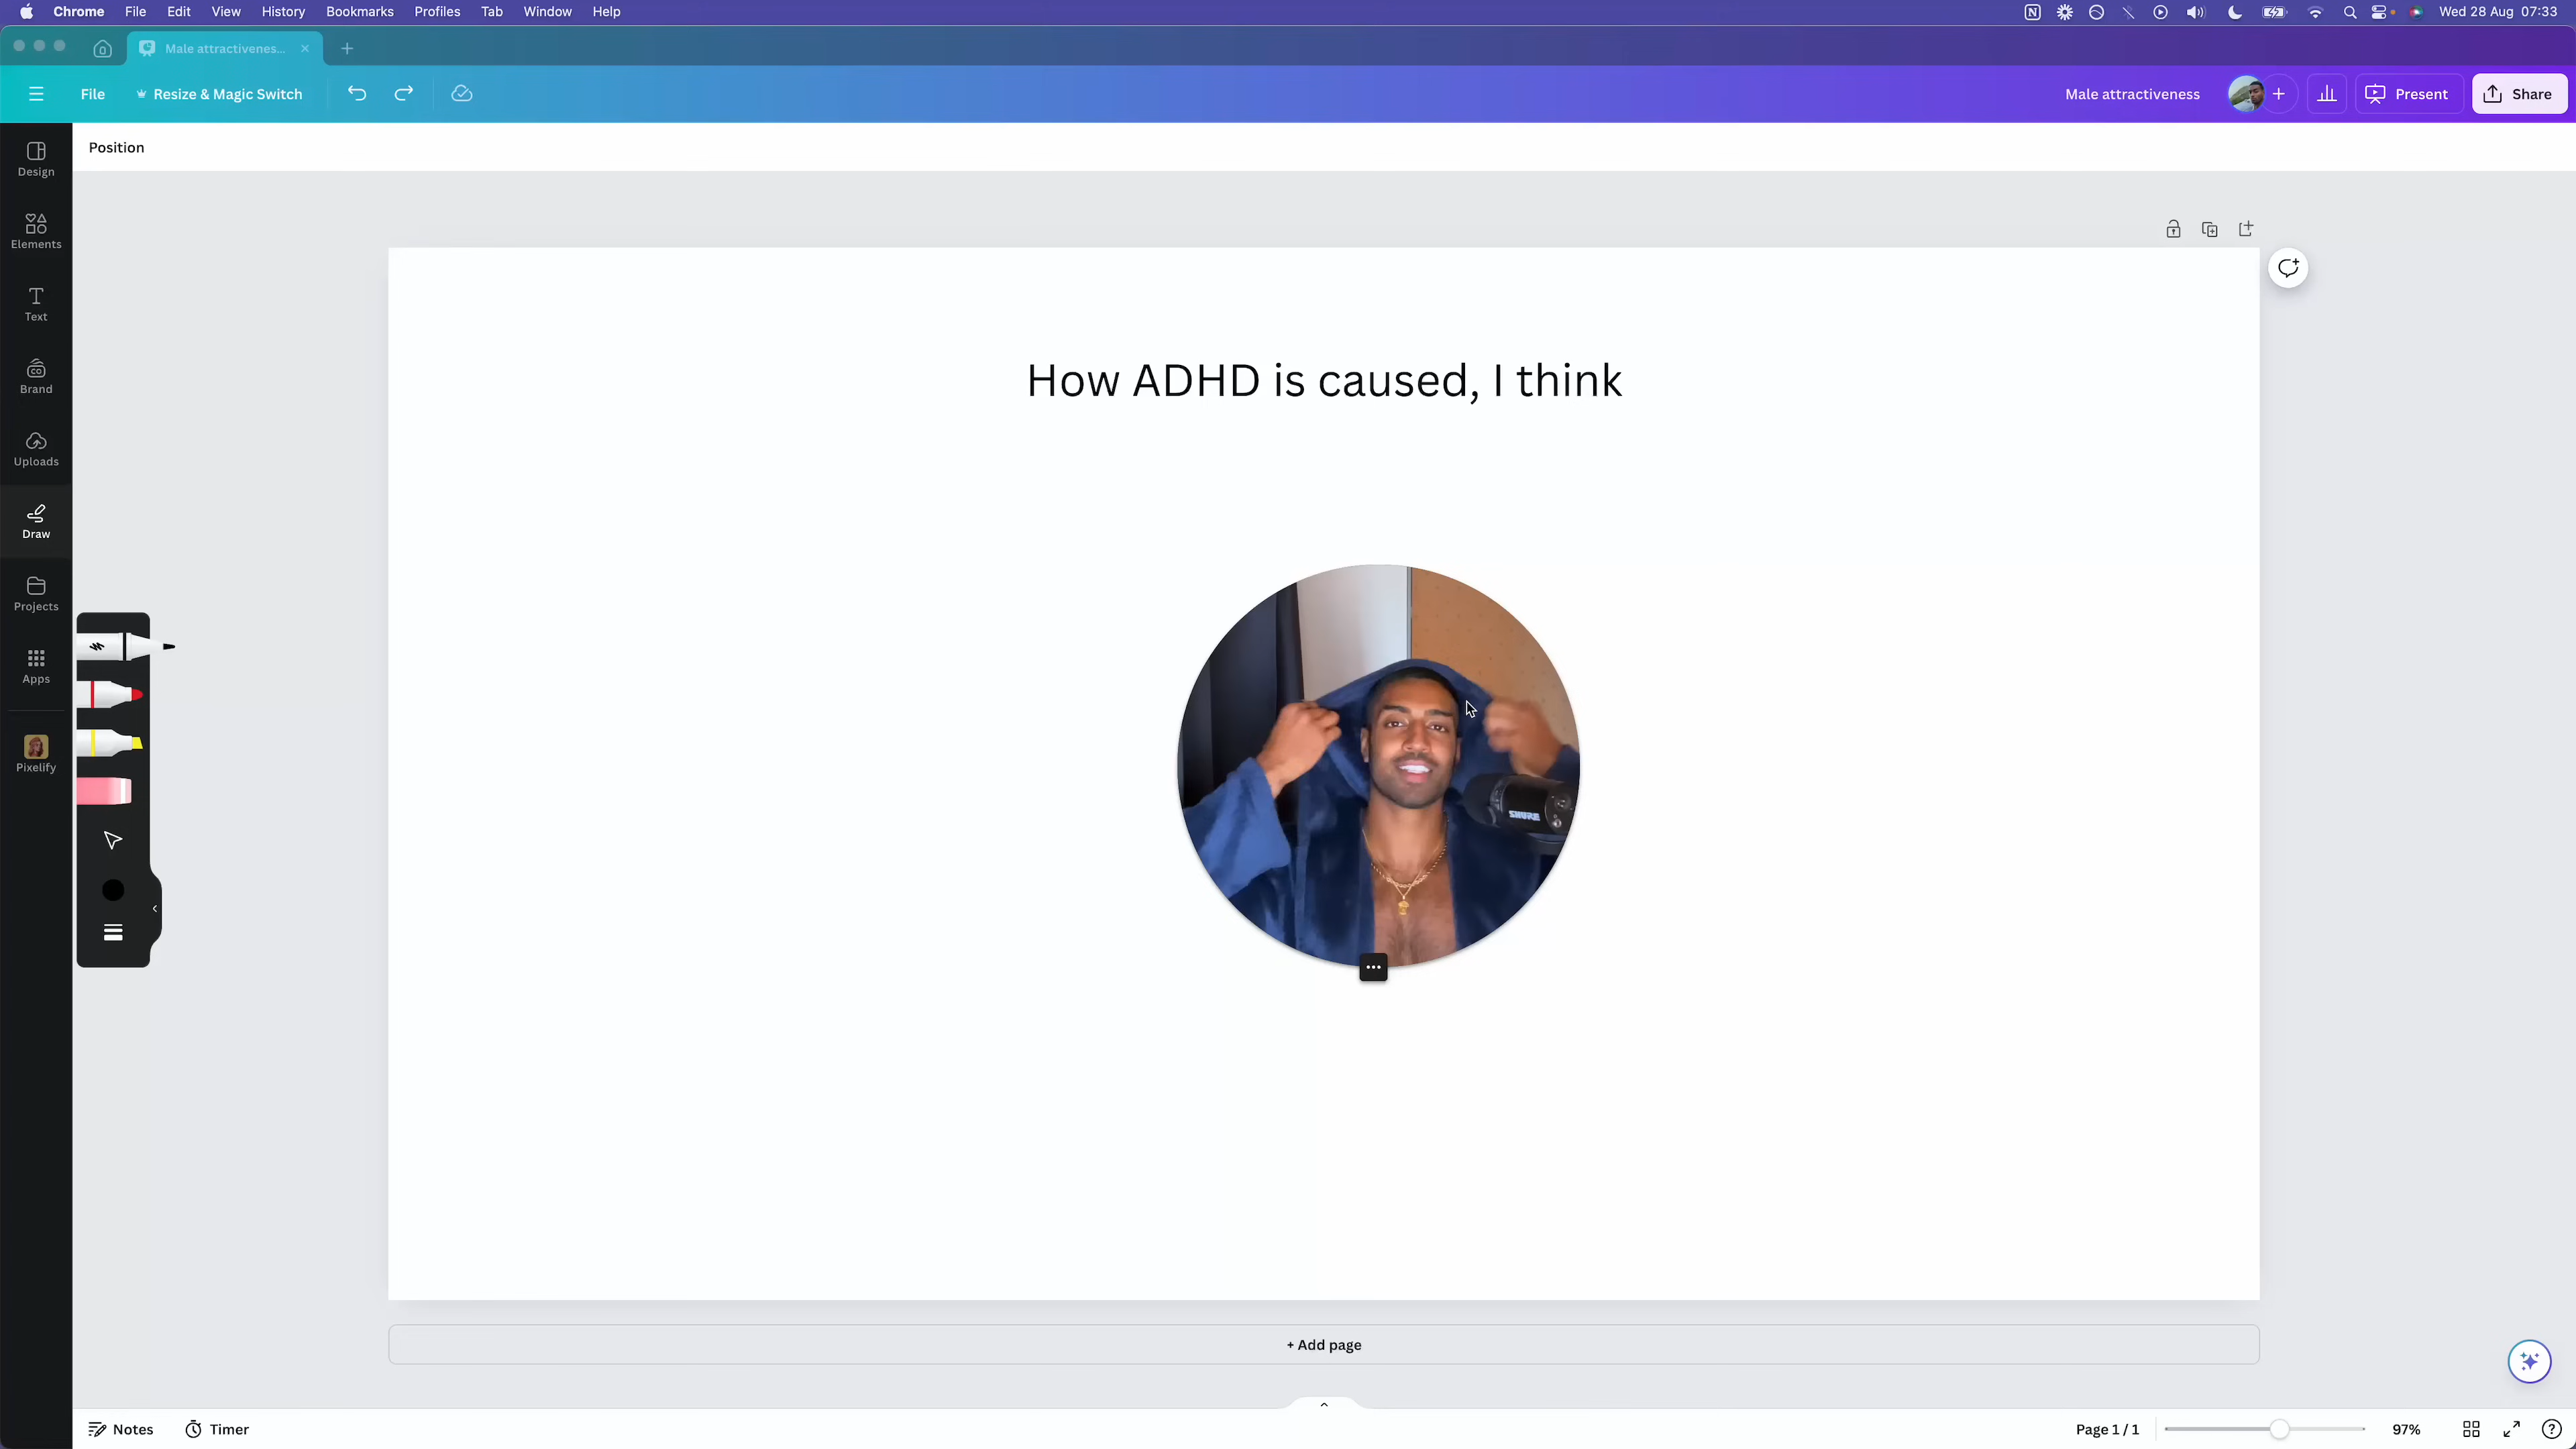 Chrome File Edit View History Bookmarks Profiles Tab Window Help
Wed 28 Aug 07:33
Male attractivenes...
File
Resize & Magic Switch
Male attractiveness
Present
Share
Position
Design
Elements
Text
Brand
Uploads
Draw
Projects
Apps
Pixelify
How ADHD is caused, I think
SHURE
+ Add page
Notes
Timer
Page 1 / 1
97%